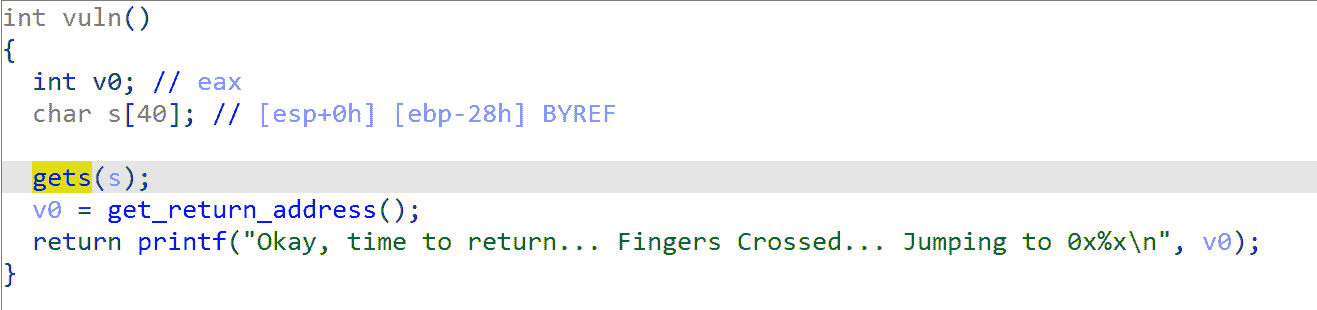 int vuln()
{
int v0; // eax
char s[40]; // [esp+0h] [ebp-28h] BYREF
gets(s);
v0 = get_return_address();
return printf("Okay, time to return... Fingers Crossed... Jumping to 0x%x\n", v0);
}